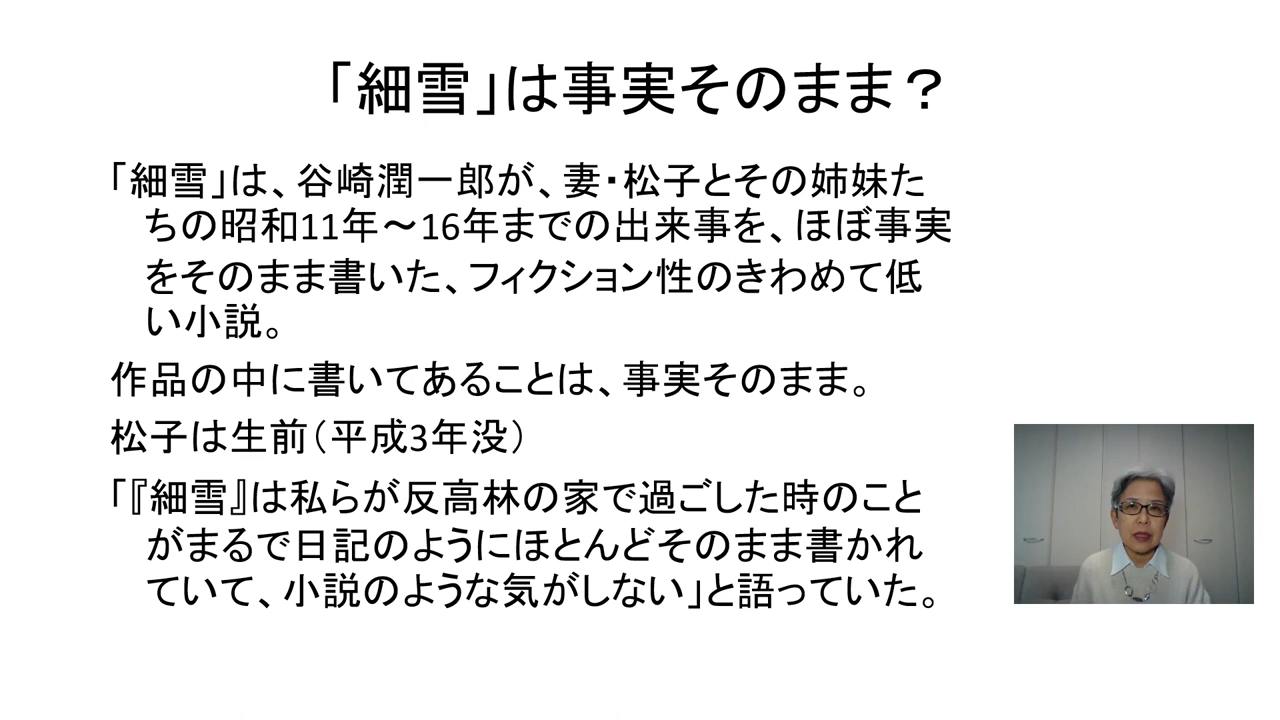 「細雪」は事実そのまま？
「細雪」は、谷崎潤一郎が、妻・松子とその姉妹た
ちの昭和11年～16年までの出来事を、ほぼ事実
をそのまま書いた、フィクション性のきわめて低
い小説。
作品の中に書いてあることは、事実そのまま。
松子は生前（平成3年没）
「『細雪』は私らが反高林の家で過ごした時のこと
がまるで日記のようにほとんどそのまま書かれ
ていて、小説のような気がしない」と語っていた。